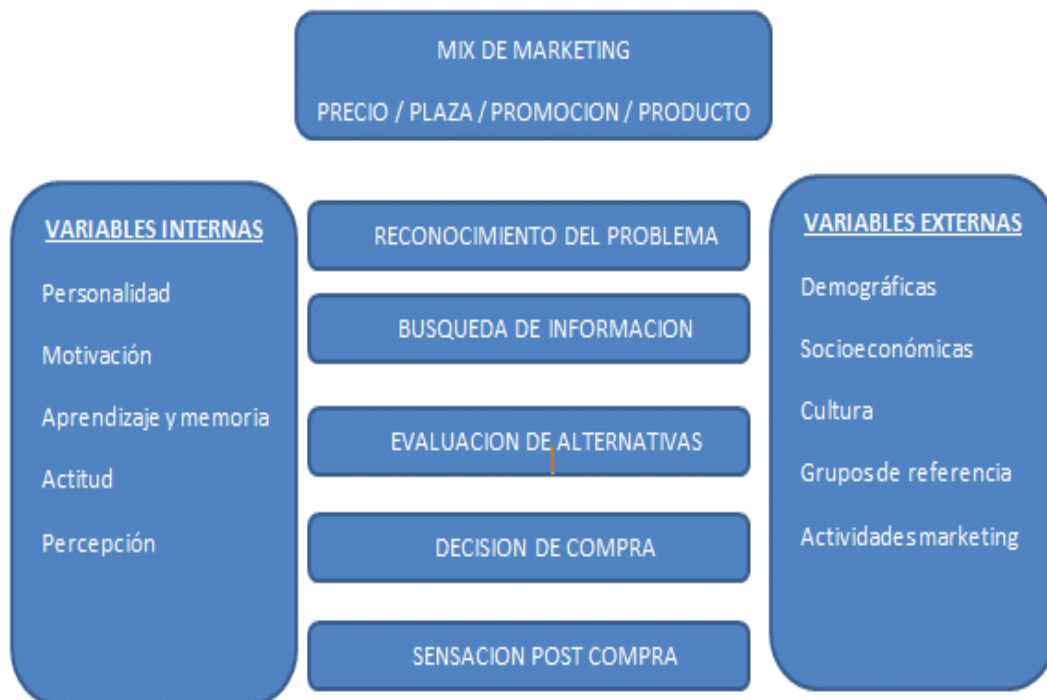 MIX DE MARKETING
PRECIO / PLAZA / PROMOCION / PRODUCTO
VARIABLES INTERNAS
Personalidad
Motivación
Aprendizaje y memoria
Actitud
Percepción
RECONOCIMIENTO DEL PROBLEMA
BUSQUEDA DE INFORMACION
EVALUACION DE ALTERNATIVAS
DECISION DE COMPRA
SENSACION POST COMPRA
VARIABLES EXTERNAS
Demográficas
Socioeconómicas
Cultura
Grupos de referencia
Actividades marketing